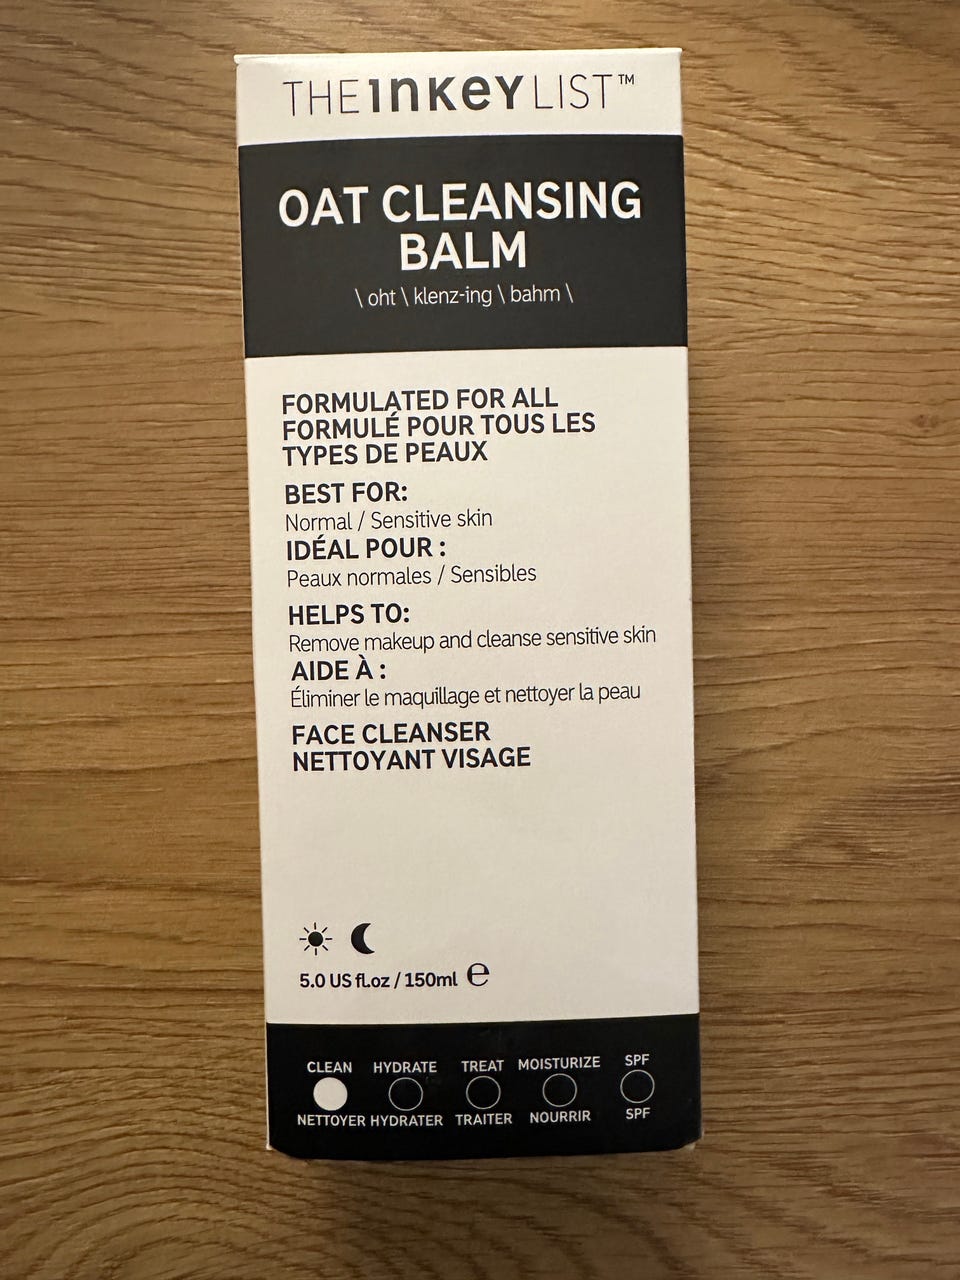 THE INKEY LIST™
OAT CLEANSING
BALM
\ oht \ klenz-ing \ bahm \
FORMULATED FOR ALL
FORMULÉ POUR TOUS LES
TYPES DE PEAUX
BEST FOR:
Normal / Sensitive skin
IDÉAL POUR :
Peaux normales / Sensibles
HELPS TO:
Remove makeup and cleanse sensitive skin
AIDE À :
Éliminer le maquillage et nettoyer la peau
FACE CLEANSER
NETTOYANT VISAGE
5.0 US fl.oz / 150ml ℮
CLEAN HYDRATE TREAT MOISTURIZE SPF
NETTOYER HYDRATER TRAITER NOURRIR SPF